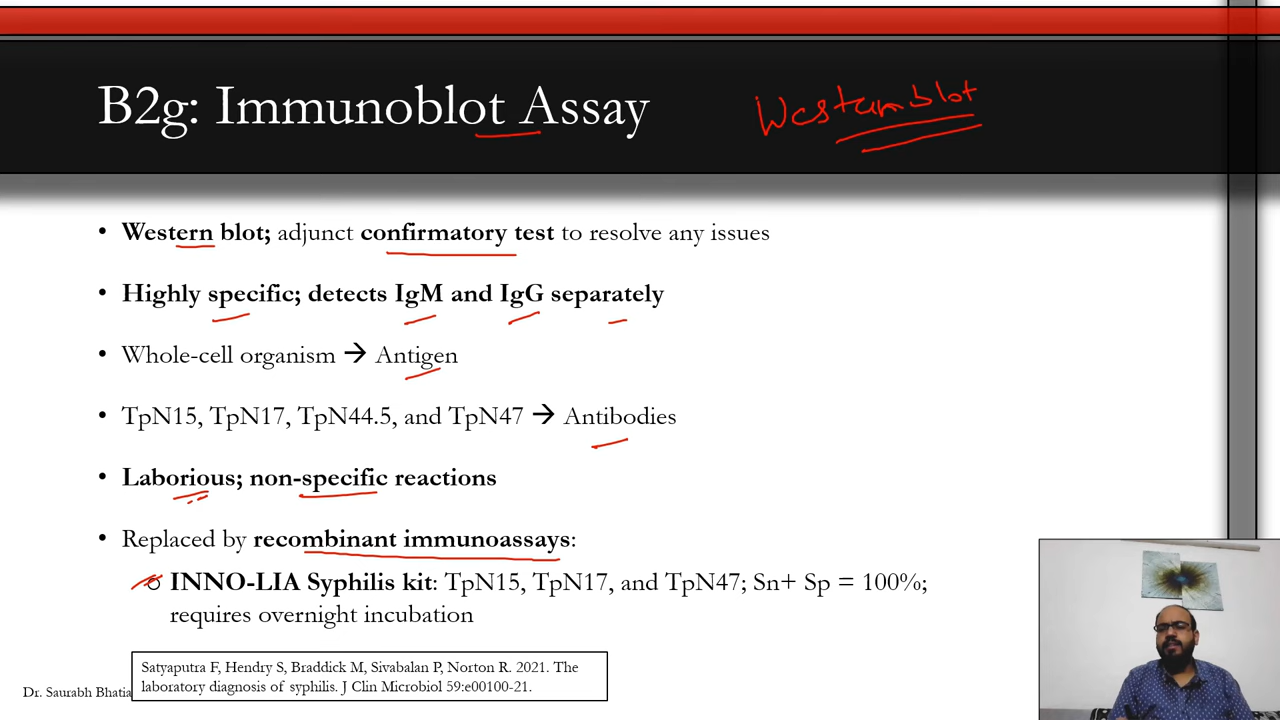 B2g: Immunoblot Assay
Western blot
• Western blot; adjunct confirmatory test to resolve any issues
• Highly specific; detects IgM and IgG separately
• Whole-cell organism → Antigen
• TpN15, TpN17, TpN44.5, and TpN47 → Antibodies
• Laborious; non-specific reactions
• Replaced by recombinant immunoassays:
o INNO-LIA Syphilis kit: TpN15, TpN17, and TpN47; Sn+ Sp = 100%;
requires overnight incubation
Satyaputra F, Hendry S, Braddick M, Sivabalan P, Norton R. 2021. The
laboratory diagnosis of syphilis. J Clin Microbiol 59:e00100-21.
Dr. Saurabh Bhatia